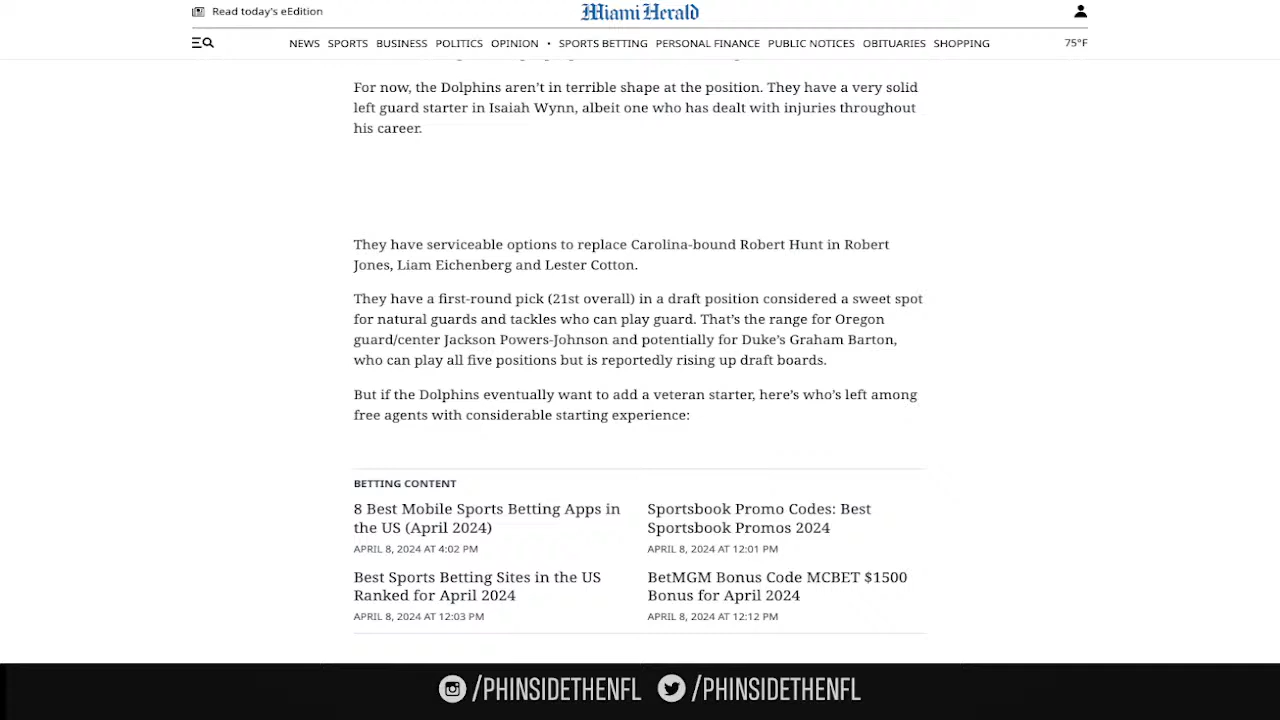 Read today's eEdition
Miami Herald
NEWS SPORTS BUSINESS POLITICS OPINION • SPORTS BETTING PERSONAL FINANCE PUBLIC NOTICES OBITUARIES SHOPPING
75°F
For now, the Dolphins aren't in terrible shape at the position. They have a very solid
left guard starter in Isaiah Wynn, albeit one who has dealt with injuries throughout
his career.
They have serviceable options to replace Carolina-bound Robert Hunt in Robert
Jones, Liam Eichenberg and Lester Cotton.
They have a first-round pick (21st overall) in a draft position considered a sweet spot
for natural guards and tackles who can play guard. That's the range for Oregon
guard/center Jackson Powers-Johnson and potentially for Duke's Graham Barton,
who can play all five positions but is reportedly rising up draft boards.
But if the Dolphins eventually want to add a veteran starter, here's who's left among
free agents with considerable starting experience:
BETTING CONTENT
8 Best Mobile Sports Betting Apps in
the US (April 2024)
APRIL 8, 2024 AT 4:02 PM
Sportsbook Promo Codes: Best
Sportsbook Promos 2024
APRIL 8, 2024 AT 12:01 PM
Best Sports Betting Sites in the US
Ranked for April 2024
APRIL 8, 2024 AT 12:03 PM
BetMGM Bonus Code MCBET $1500
Bonus for April 2024
APRIL 8, 2024 AT 12:12 PM
/PHINSIDETHENFL /PHINSIDETHENFL